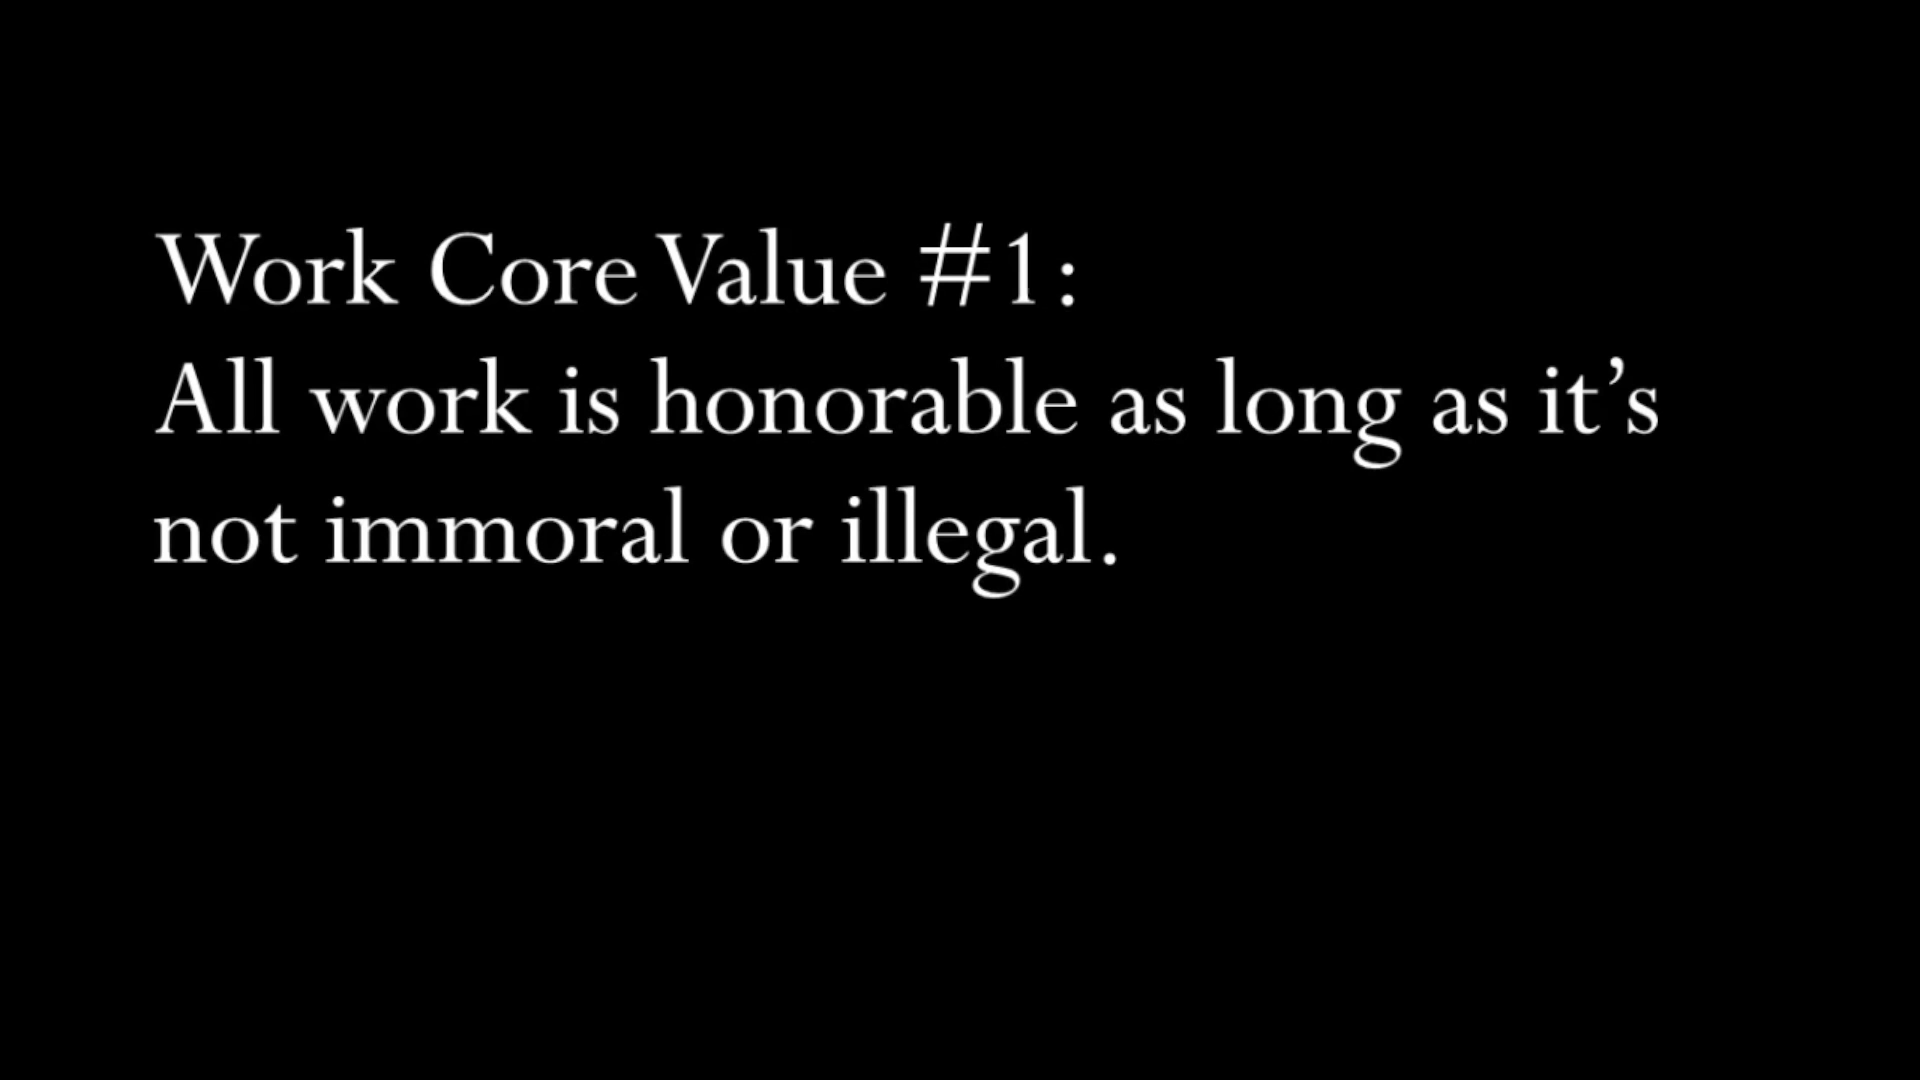 Work Core Value #1:
All work is honorable as long as it’s
not immoral or illegal.